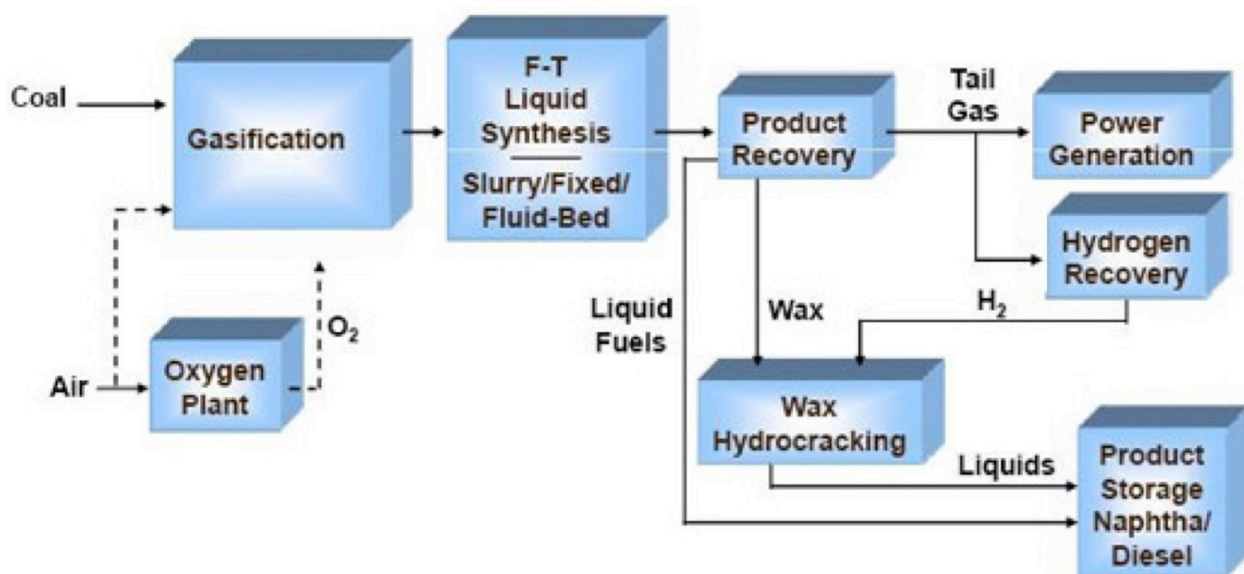 Coal
Gasification
F-T
Liquid
Synthesis
Slurry/Fixed/
Fluid-Bed
Product
Recovery
Tail
Gas
Power
Generation
Hydrogen
Recovery
H₂
Liquid
Fuels
Wax
O₂
Air
Oxygen
Plant
Wax
Hydrocracking
Liquids
Product
Storage
Naphtha/
Diesel